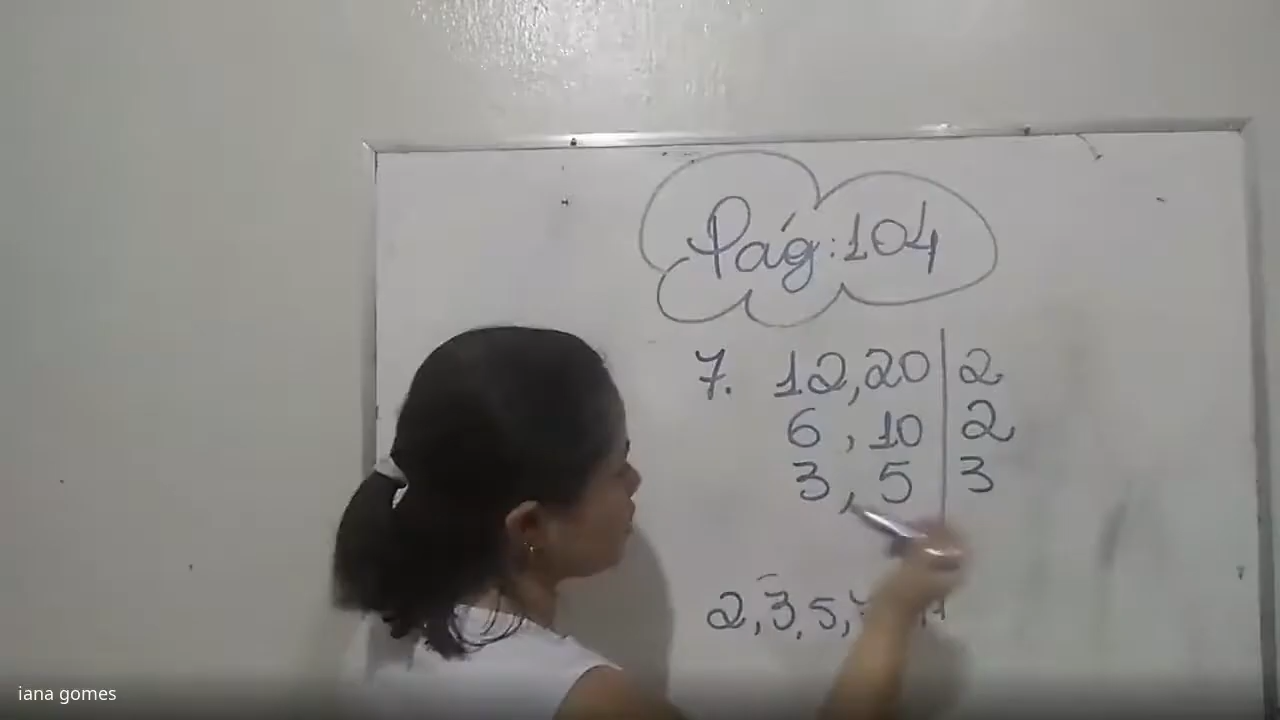 Pág: 104
7. 12, 20 | 2
6, 10 | 2
3, 5 | 3
2, 3, 5,
iana gomes